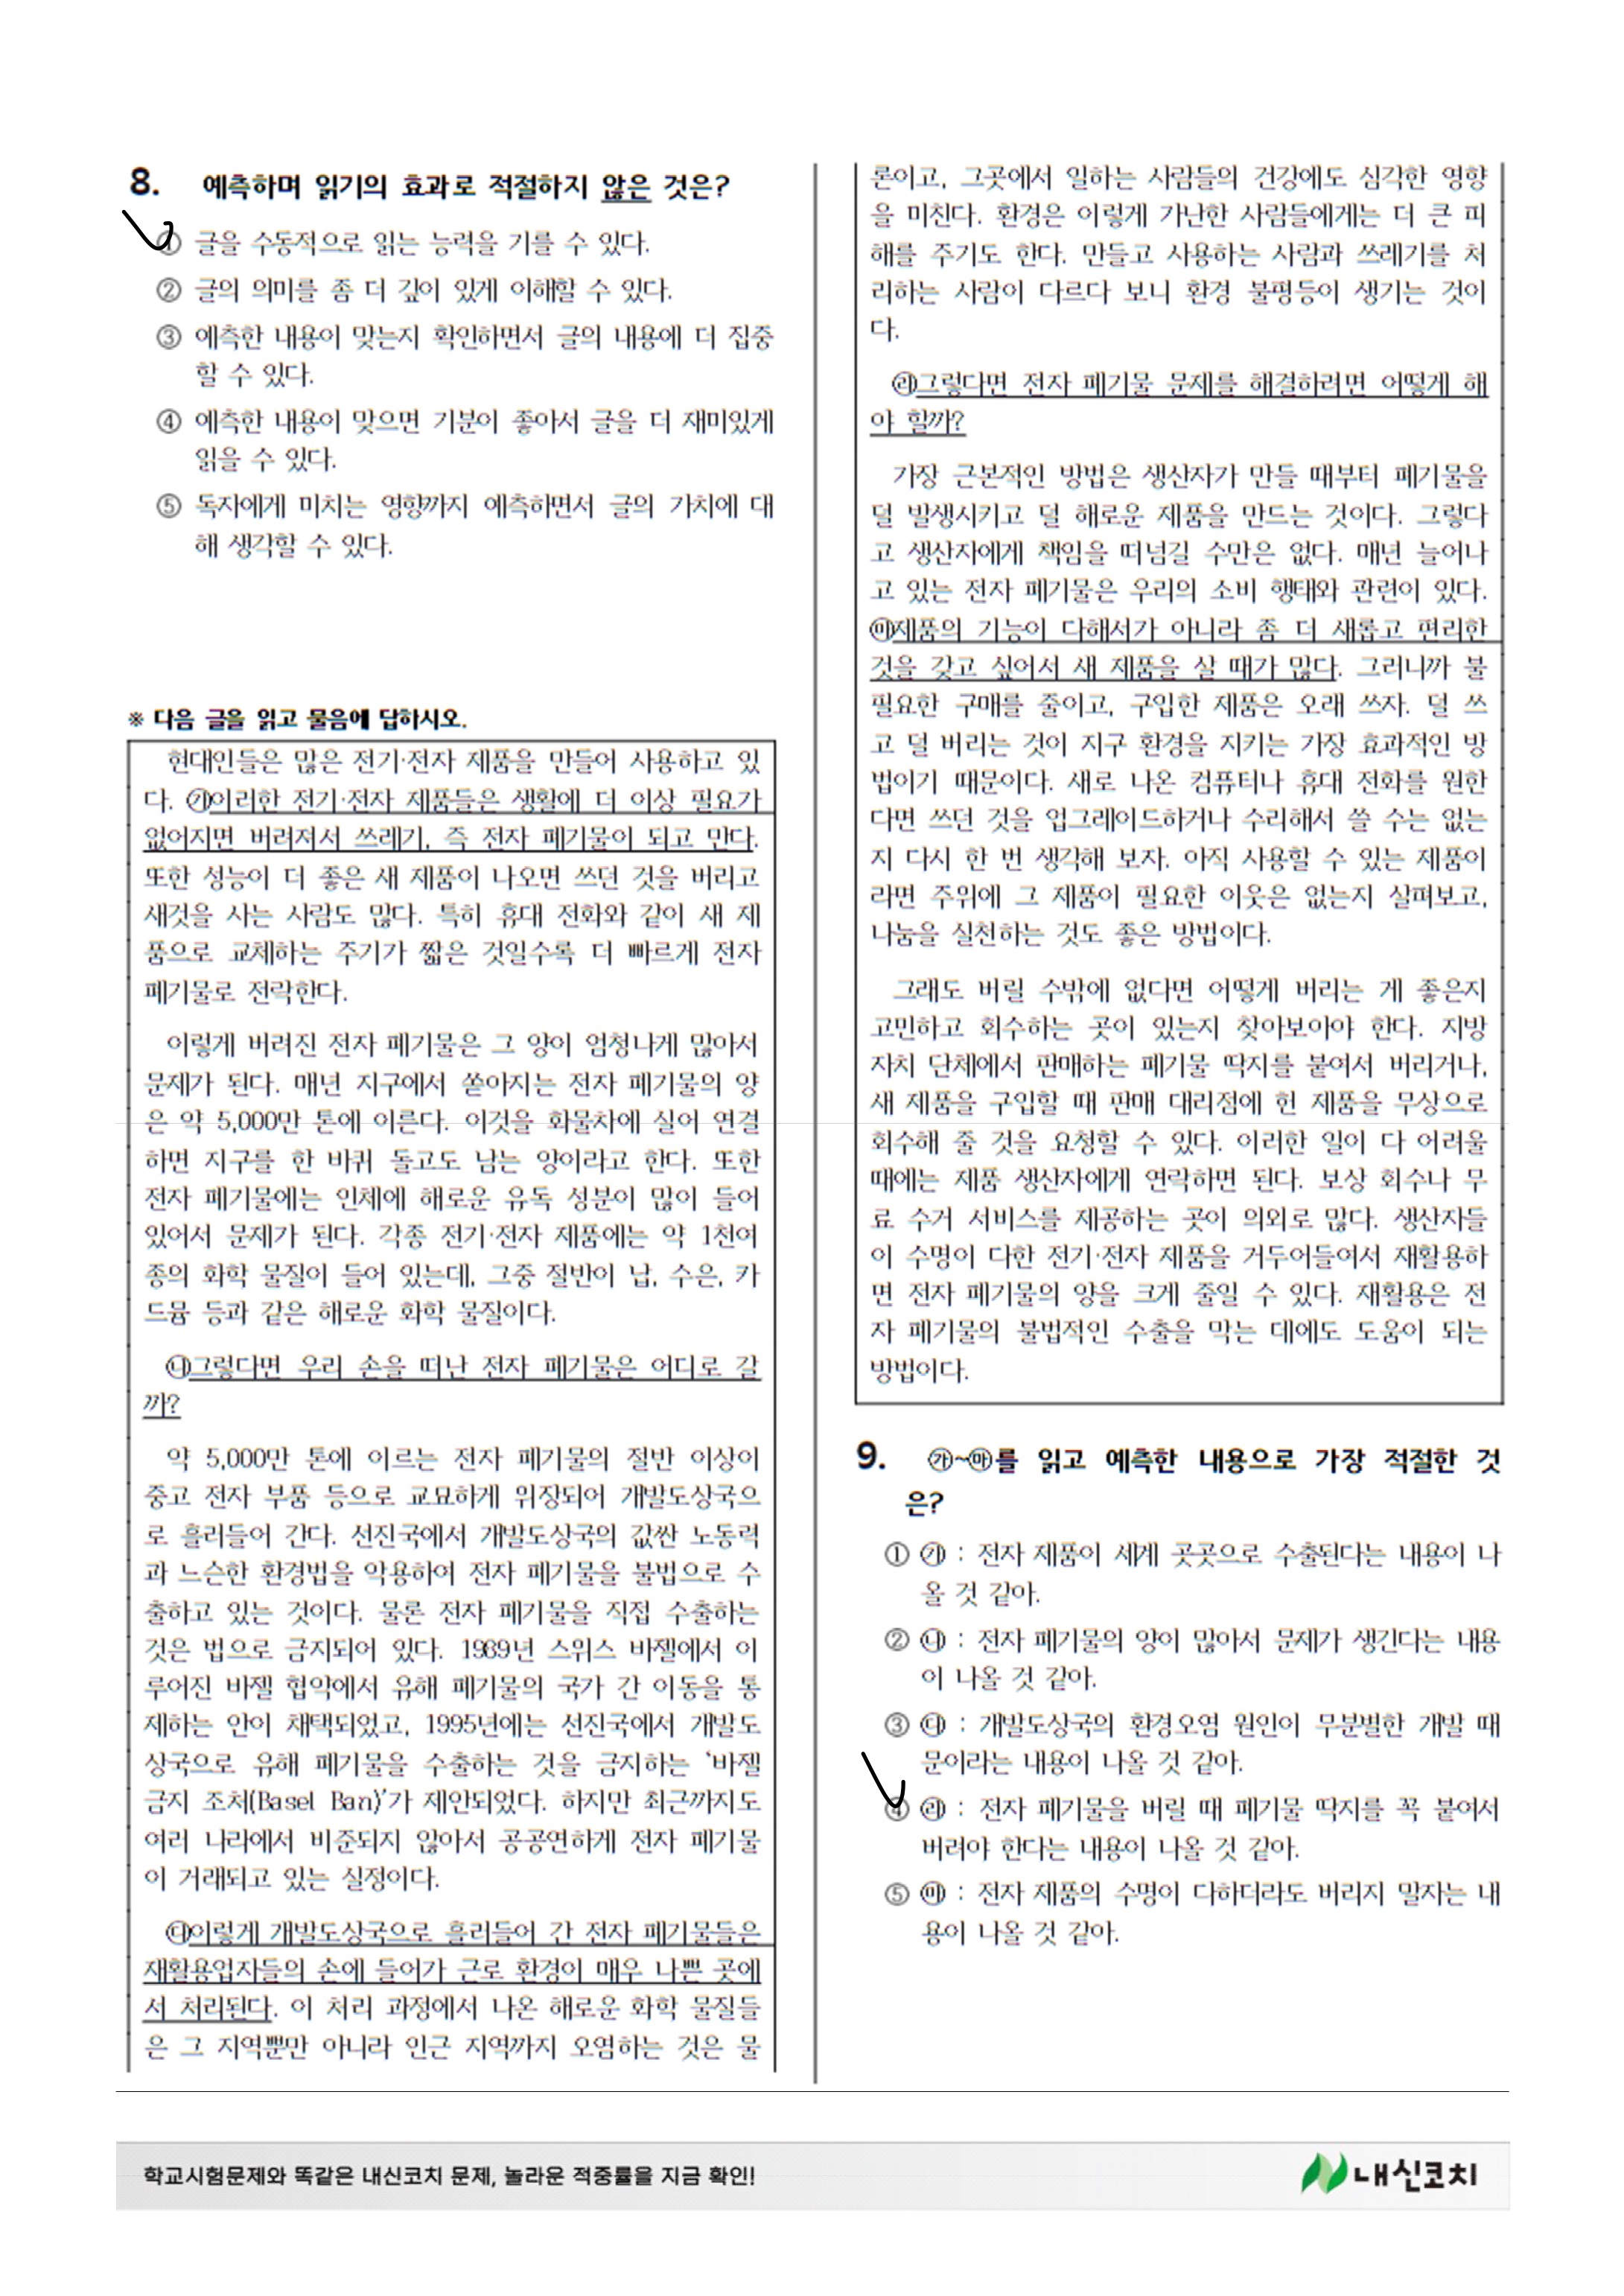 8. 예측하며 읽기의 효과로 적절하지 않은 것은?
① 글을 수동적으로 읽는 능력을 기를 수 있다.
② 글의 의미를 좀 더 깊이 있게 이해할 수 있다.
③ 예측한 내용이 맞는지 확인하면서 글의 내용에 더 집중
할 수 있다.
④ 예측한 내용이 맞으면 기분이 좋아서 글을 더 재미있게
읽을 수 있다.
⑤ 독자에게 미치는 영향까지 예측하면서 글의 가치에 대
해 생각할 수 있다.
※ 다음 글을 읽고 물음에 답하시오.
현대인들은 많은 전기·전자 제품을 만들어 사용하고 있
다. ㉮이러한 전기·전자 제품들은 생활에 더 이상 필요가
없어지면 버려져서 쓰레기, 즉 전자 폐기물이 되고 만다.
또한 성능이 더 좋은 새 제품이 나오면 쓰던 것을 버리고
새것을 사는 사람도 많다. 특히 휴대 전화와 같이 새 제
품으로 교체하는 주기가 짧은 것일수록 더 빠르게 전자
폐기물로 전락한다.
이렇게 버려진 전자 폐기물은 그 양이 엄청나게 많아서
문제가 된다. 매년 지구에서 쏟아지는 전자 폐기물의 양
은 약 5,000만 톤에 이른다. 이것을 화물차에 실어 연결
하면 지구를 한 바퀴 돌고도 남는 양이라고 한다. 또한
전자 폐기물에는 인체에 해로운 유독 성분이 많이 들어
있어서 문제가 된다. 각종 전기·전자 제품에는 약 1천여
종의 화학 물질이 들어 있는데, 그중 절반이 납, 수은, 카
드뮴 등과 같은 해로운 화학 물질이다.
㉯그렇다면 우리 손을 떠난 전자 폐기물은 어디로 갈
까?
약 5,000만 톤에 이르는 전자 폐기물의 절반 이상이
중고 전자 부품 등으로 교묘하게 위장되어 개발도상국으
로 흘러들어 간다. 선진국에서 개발도상국의 값싼 노동력
과 느슨한 환경법을 악용하여 전자 폐기물을 불법으로 수
출하고 있는 것이다. 물론 전자 폐기물을 직접 수출하는
것은 법으로 금지되어 있다. 1989년 스위스 바젤에서 이
루어진 바젤 협약에서 유해 폐기물의 국가 간 이동을 통
제하는 안이 채택되었고, 1995년에는 선진국에서 개발도
상국으로 유해 폐기물을 수출하는 것을 금지하는 ‘바젤
금지 조처(Basel Ban)’가 제안되었다. 하지만 최근까지도
여러 나라에서 비준되지 않아서 공공연하게 전자 폐기물
이 거래되고 있는 실정이다.
㉰이렇게 개발도상국으로 흘러들어 간 전자 폐기물들은
재활용업자들의 손에 들어가 근로 환경이 매우 나쁜 곳에
서 처리된다. 이 처리 과정에서 나온 해로운 화학 물질들
은 그 지역뿐만 아니라 인근 지역까지 오염하는 것은 물
론이고, 그곳에서 일하는 사람들의 건강에도 심각한 영향
을 미친다. 환경은 이렇게 가난한 사람들에게는 더 큰 피
해를 주기도 한다. 만들고 사용하는 사람과 쓰레기를 처
리하는 사람이 다르다 보니 환경 불평등이 생기는 것이
다.
㉱그렇다면 전자 폐기물 문제를 해결하려면 어떻게 해
야 할까?
가장 근본적인 방법은 생산자가 만들 때부터 폐기물을
덜 발생시키고 덜 해로운 제품을 만드는 것이다. 그렇다
고 생산자에게 책임을 떠넘길 수만은 없다. 매년 늘어나
고 있는 전자 폐기물은 우리의 소비 행태와 관련이 있다.
㉲제품의 기능이 다해서가 아니라 좀 더 새롭고 편리한
것을 갖고 싶어서 새 제품을 살 때가 많다. 그러니까 불
필요한 구매를 줄이고, 구입한 제품은 오래 쓰자. 덜 쓰
고 덜 버리는 것이 지구 환경을 지키는 가장 효과적인 방
법이기 때문이다. 새로 나온 컴퓨터나 휴대 전화를 원한
다면 쓰던 것을 업그레이드하거나 수리해서 쓸 수는 없는
지 다시 한 번 생각해 보자. 아직 사용할 수 있는 제품이
라면 주위에 그 제품이 필요한 이웃은 없는지 살펴보고,
나눔을 실천하는 것도 좋은 방법이다.
그래도 버릴 수밖에 없다면 어떻게 버리는 게 좋은지
고민하고 회수하는 곳이 있는지 찾아보아야 한다. 지방
자치 단체에서 판매하는 폐기물 딱지를 붙여서 버리거나,
새 제품을 구입할 때 판매 대리점에 헌 제품을 무상으로
회수해 줄 것을 요청할 수 있다. 이러한 일이 다 어려울
때에는 제품 생산자에게 연락하면 된다. 보상 회수나 무
료 수거 서비스를 제공하는 곳이 의외로 많다. 생산자들
이 수명이 다한 전기·전자 제품을 거두어들여서 재활용하
면 전자 폐기물의 양을 크게 줄일 수 있다. 재활용은 전
자 폐기물의 불법적인 수출을 막는 데에도 도움이 되는
방법이다.
9. ㉮~㉲를 읽고 예측한 내용으로 가장 적절한 것
은?
① ㉮ : 전자 제품이 세계 곳곳으로 수출된다는 내용이 나
올 것 같아.
② ㉯ : 전자 폐기물의 양이 많아서 문제가 생긴다는 내용
이 나올 것 같아.
③ ㉰ : 개발도상국의 환경오염 원인이 무분별한 개발 때
문이라는 내용이 나올 것 같아.
④ ㉱ : 전자 폐기물을 버릴 때 폐기물 딱지를 꼭 붙여서
버려야 한다는 내용이 나올 것 같아.
⑤ ㉲ : 전자 제품의 수명이 다하더라도 버리지 말자는 내
용이 나올 것 같아.
학교시험문제와 똑같은 내신코치 문제, 놀라운 적중률을 지금 확인!
내신코치